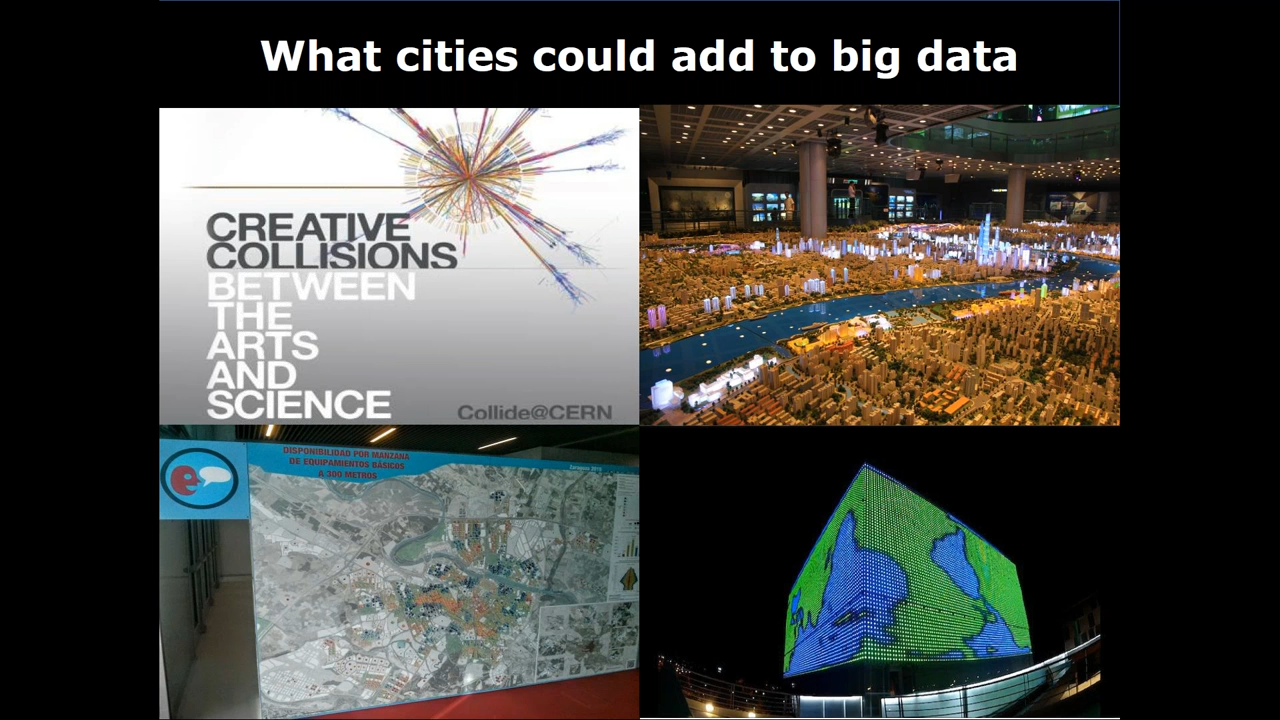 What cities could add to big data
CREATIVE
COLLISIONS
BETWEEN
THE
ARTS
AND
SCIENCE
Collide@CERN
DISPONIBILIDAD POR MANZANA
DE EQUIPAMIENTOS BÁSICOS
A 300 METROS